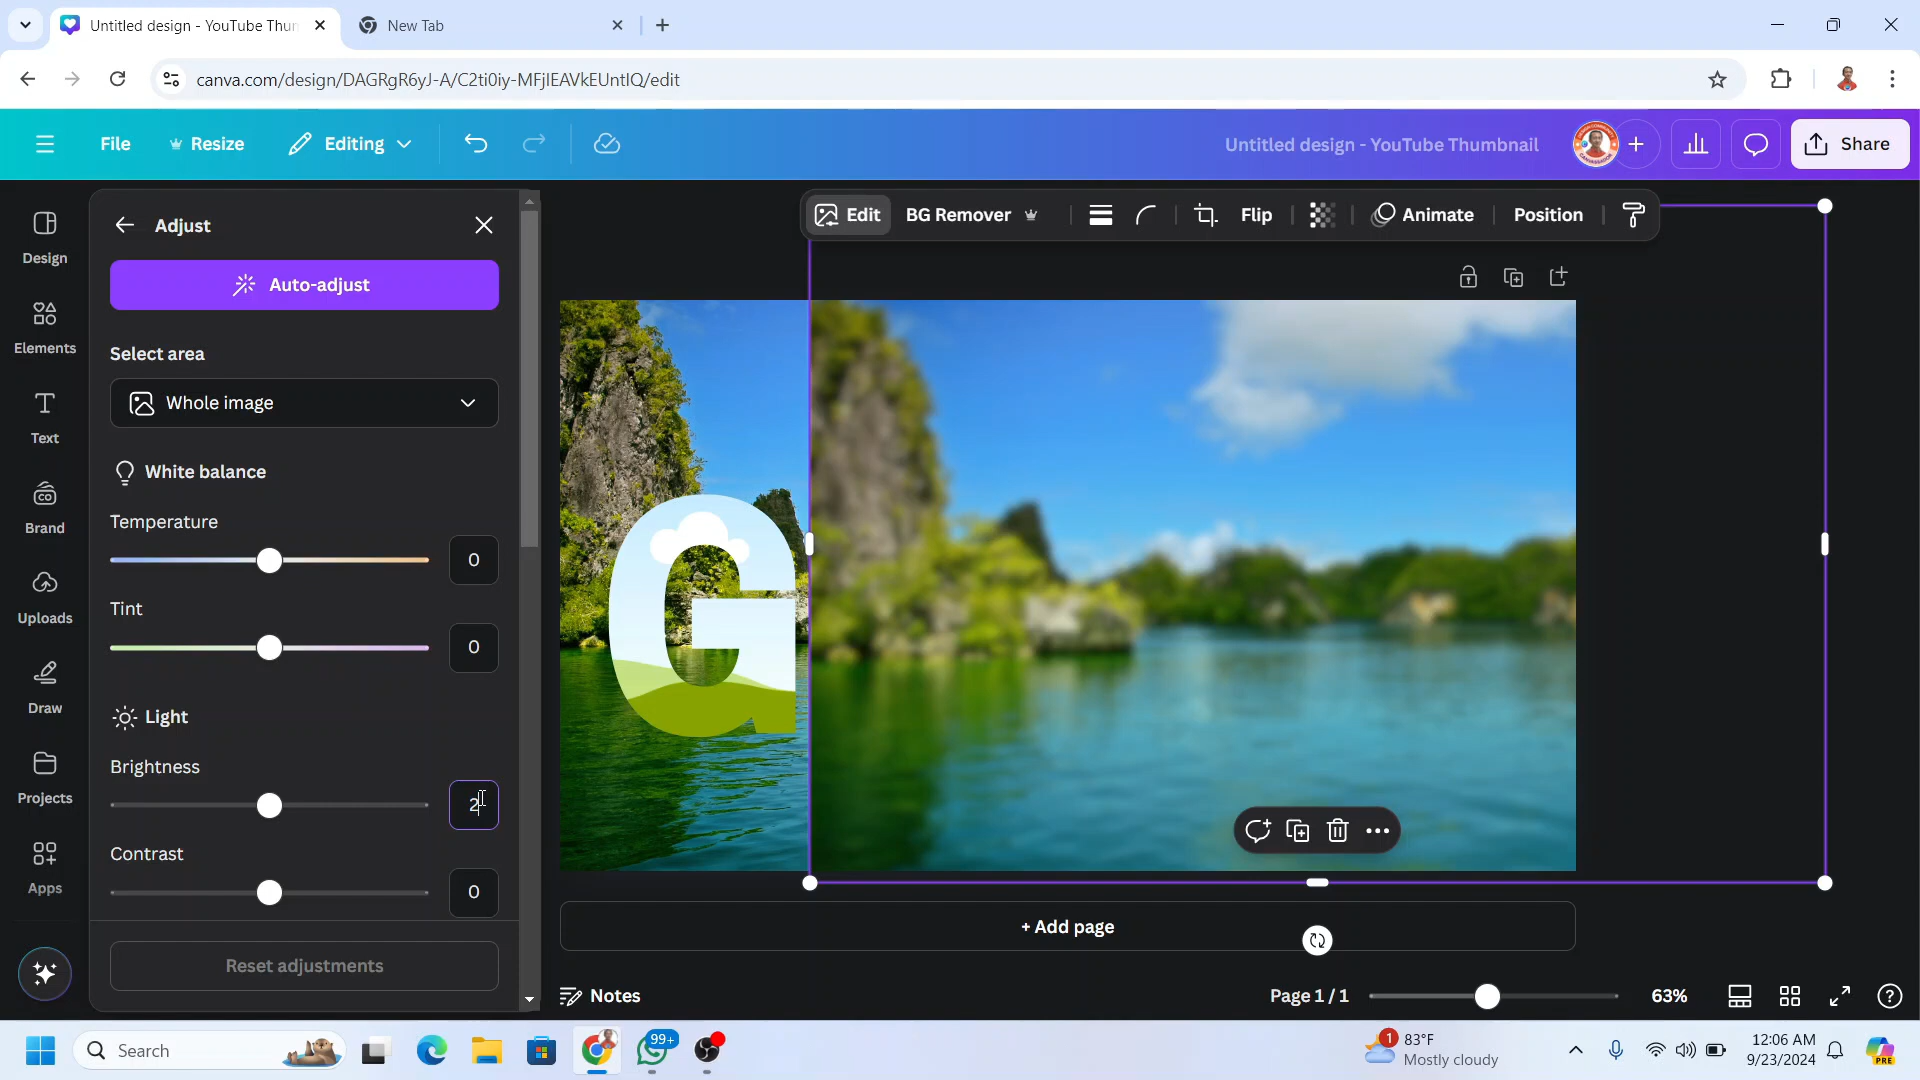 Untitled design - YouTube Thun
New Tab
canva.com/design/DAGRgR6yJ-A/C2ti0iy-MFjIEAVkEUntIQ/edit
File
Resize
Editing
Untitled design - YouTube Thumbnail
Share
Design
Elements
Text
Brand
Uploads
Draw
Projects
Apps
Adjust
Auto-adjust
Select area
Whole image
White balance
Temperature
0
Tint
0
Light
Brightness
2
Contrast
0
Reset adjustments
Edit
BG Remover
Flip
Animate
Position
G
+ Add page
Notes
Page 1 / 1
63%
Search
99+
1
83°F
Mostly cloudy
12:06 AM
9/23/2024
PRE